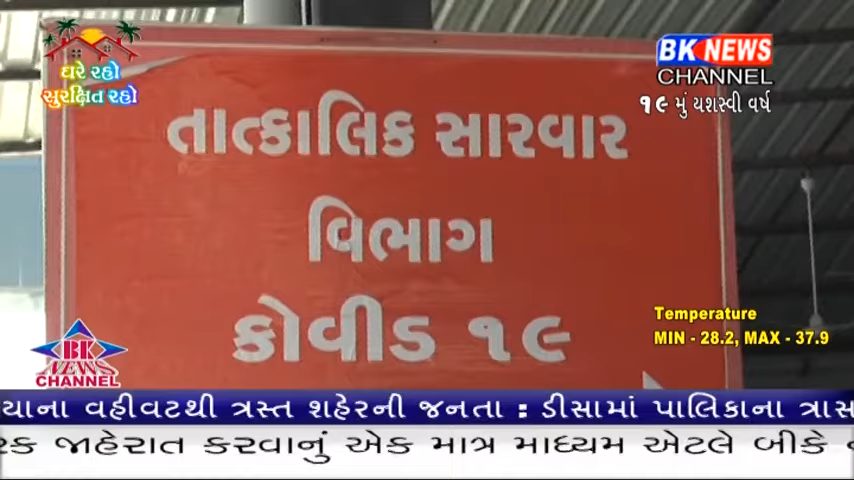 ઘરે રહો
સુરક્ષિત રહો
BK NEWS
CHANNEL
૧૯ મું યશસ્વી વર્ષ
તાત્કાલિક સારવાર
વિભાગ
કોવીડ ૧૯
Temperature
MIN - 28.2, MAX - 37.9
BK
NEWS
CHANNEL
યાના વહીવટથી ત્રસ્ત શહેરની જનતા : ડીસામાં પાલિકાના ત્રાસ
રક જાહેરાત કરવાનું એક માત્ર માધ્યમ એટલે બીકે